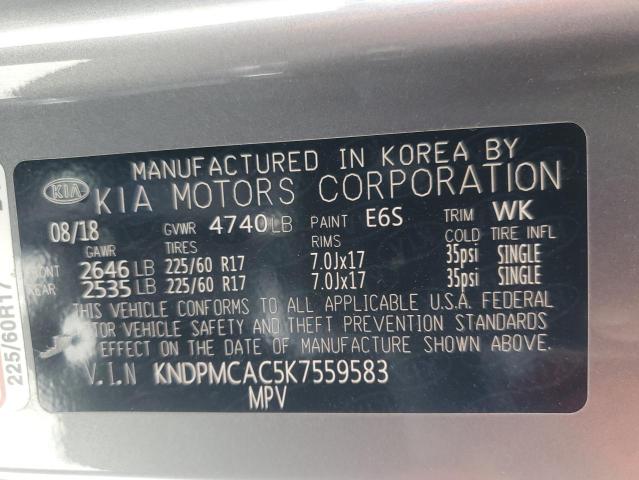 MANUFACTURED IN KOREA BY
KIA KIA MOTORS CORPORATION
08/18 GVWR 4740LB PAINT E6S TRIM WK
GAWR TIRES RIMS COLD TIRE INFL
2646 LB 225/60 R17 7.0Jx17 35psi SINGLE
2535 LB 225/60 R17 7.0Jx17 35psi SINGLE
THIS VEHICLE CONFORMS TO ALL APPLICABLE U.S.A. FEDERAL
VEHICLE SAFETY AND THEFT PREVENTION STANDARDS
EFFECT ON THE DATE OF MANUFACTURE SHOWN ABOVE.
V.I.N KNDPMCAC5K7559583
MPV
225/60R17